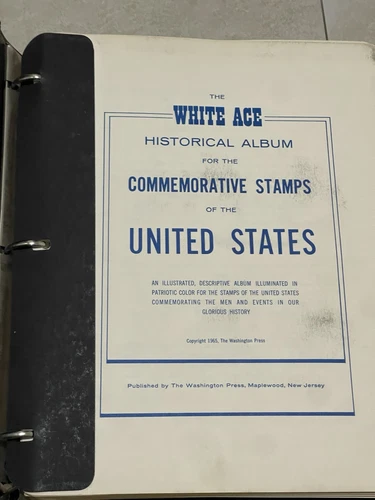 THE
WHITE ACE
HISTORICAL ALBUM
FOR THE
COMMEMORATIVE STAMPS
OF THE
UNITED STATES
AN ILLUSTRATED, DESCRIPTIVE ALBUM ILLUMINATED IN
PATRIOTIC COLOR FOR THE STAMPS OF THE UNITED STATES
COMMEMORATING THE MEN AND EVENTS IN OUR
GLORIOUS HISTORY
Copyright 1965, The Washington Press
Published by The Washington Press, Maplewood, New Jersey